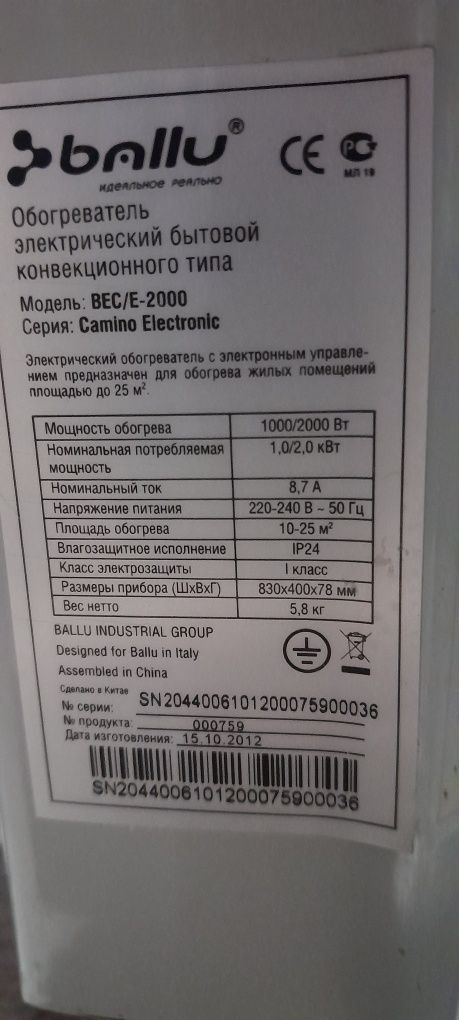 ballu®
идеальное реально
CE РС
МЛ 19
Обогреватель
электрический бытовой
конвекционного типа
Модель: BEC/E-2000
Серия: Camino Electronic
Электрический обогреватель с электронным управле-
нием предназначен для обогрева жилых помещений
площадью до 25 м².
Мощность обогрева 1000/2000 Вт
Номинальная потребляемая 1,0/2,0 кВт
мощность
Номинальный ток 8,7 А
Напряжение питания 220-240 В ~ 50 Гц
Площадь обогрева 10-25 м²
Влагозащитное исполнение IP24
Класс электрозащиты I класс
Размеры прибора (ШхВхГ) 830х400х78 мм
Вес нетто 5,8 кг
BALLU INDUSTRIAL GROUP
Designed for Ballu in Italy
Assembled in China
Сделано в Китае
№ серии: SN2044006101200075900036
№ продукта: 000759
Дата изготовления: 15.10.2012
SN2044006101200075900036